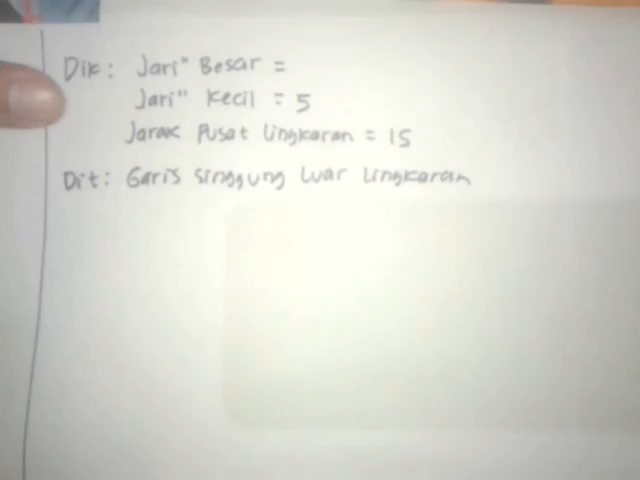 Dik: Jari" Besar =
Jari" Kecil = 5
Jarak Pusat lingkaran = 15
Dit: Garis singgung luar lingkaran